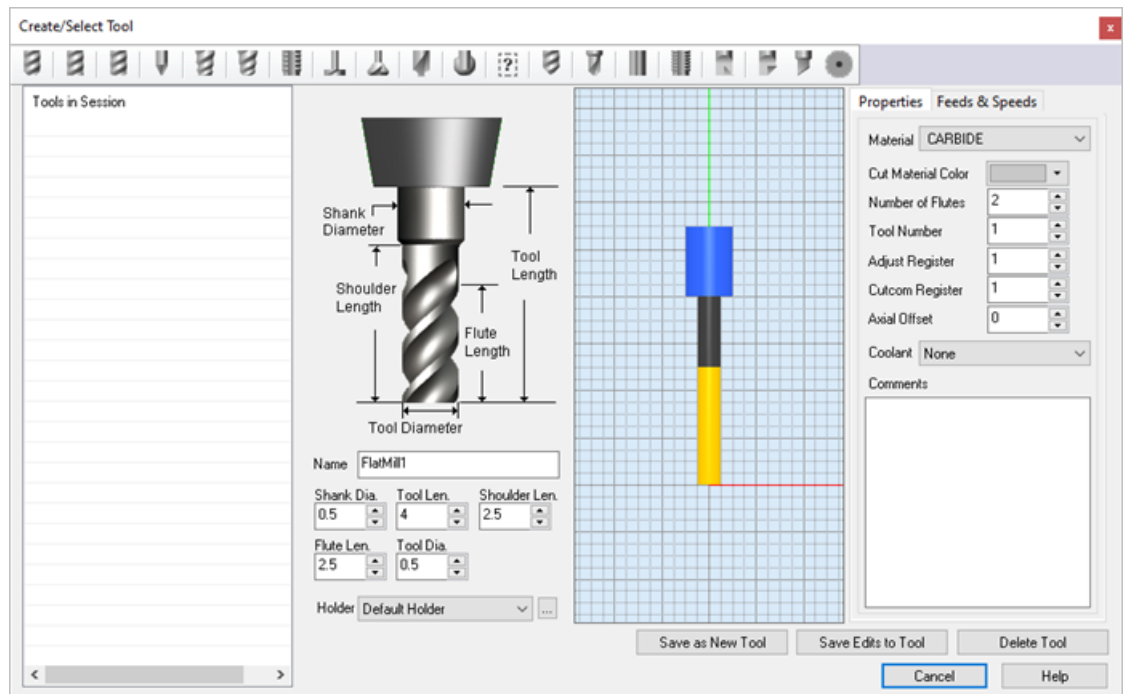 Create/Select Tool
x
?
Tools in Session
Shank
Diameter
Shoulder
Length
Tool
Length
Flute
Length
Tool Diameter
Name FlatMill1
Shank Dia. Tool Len. Shoulder Len.
0.5 4 2.5
Flute Len. Tool Dia.
2.5 0.5
Holder Default Holder ...
Properties Feeds & Speeds
Material CARBIDE
Cut Material Color
Number of Flutes 2
Tool Number 1
Adjust Register 1
Cutcom Register 1
Axial Offset 0
Coolant None
Comments
Save as New Tool Save Edits to Tool Delete Tool
Cancel Help